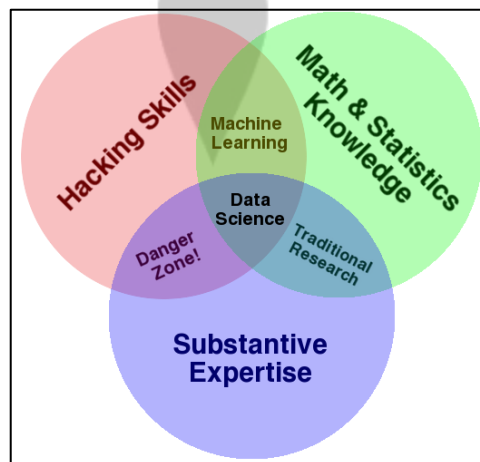 Hacking Skills
Math & Statistics
Knowledge
Machine
Learning
Data
Science
Danger
Zone!
Traditional
Research
Substantive
Expertise